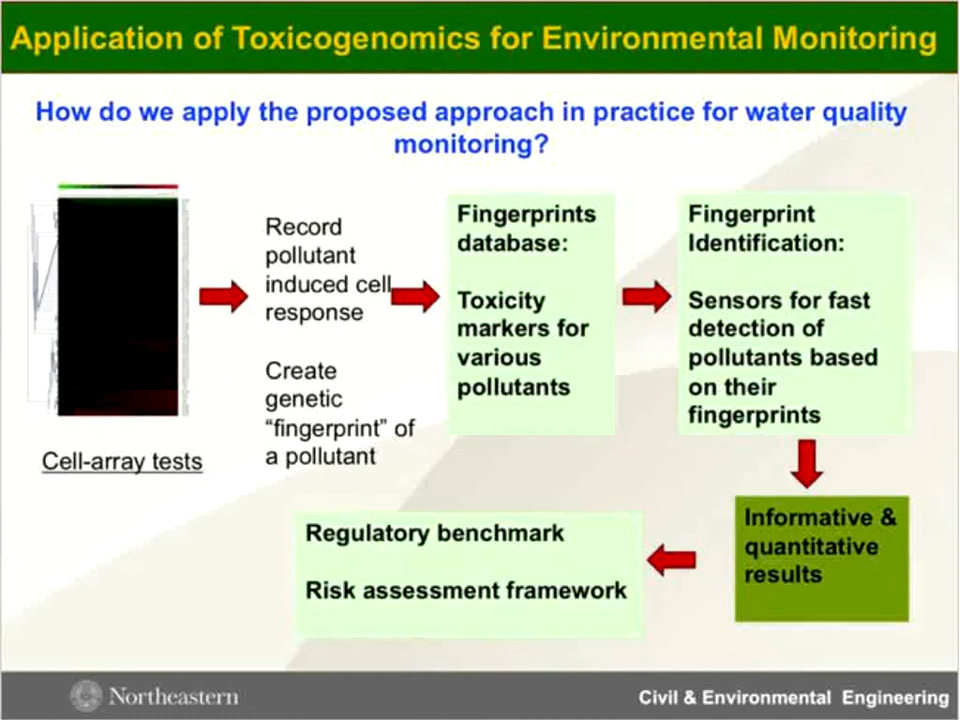 Application of Toxicogenomics for Environmental Monitoring
How do we apply the proposed approach in practice for water quality
monitoring?
Cell-array tests
Record
pollutant
induced cell
response
Create
genetic
“fingerprint” of
a pollutant
Fingerprints
database:
Toxicity
markers for
various
pollutants
Fingerprint
Identification:
Sensors for fast
detection of
pollutants based
on their
fingerprints
Informative &
quantitative
results
Regulatory benchmark
Risk assessment framework
Northeastern
Civil & Environmental Engineering